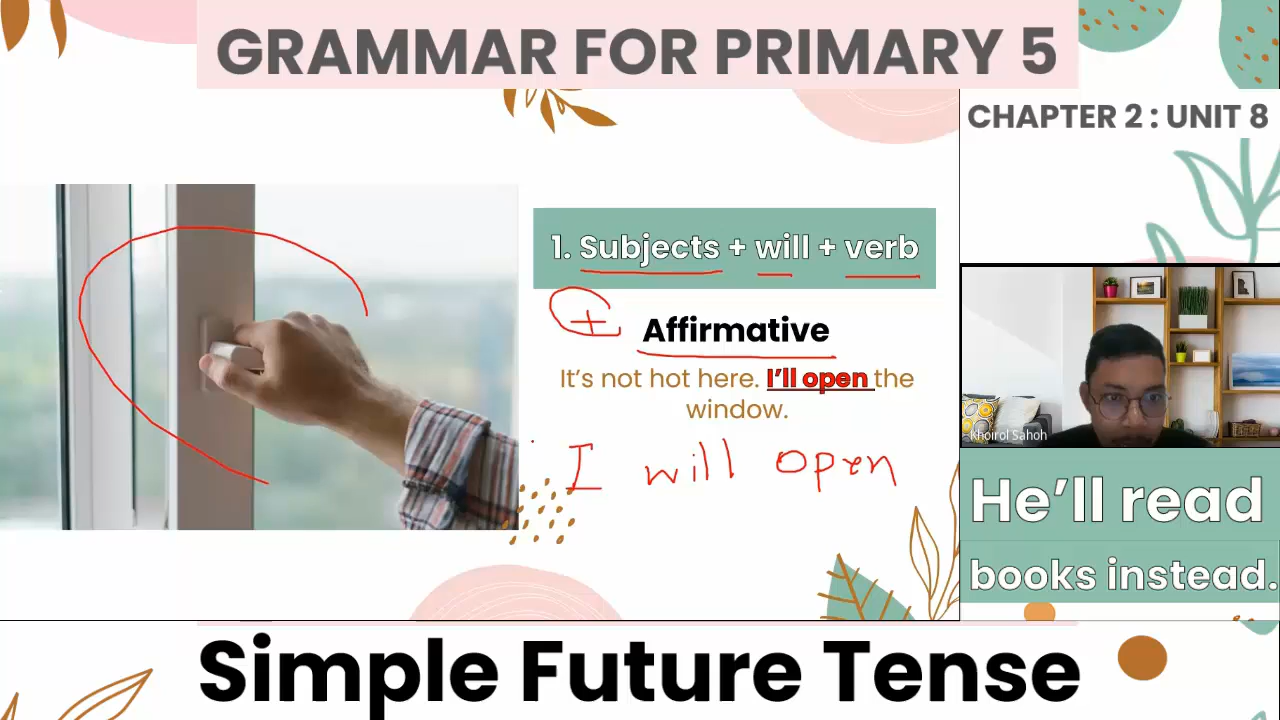 GRAMMAR FOR PRIMARY 5
CHAPTER 2 : UNIT 8
1. Subjects + will + verb
+
Affirmative
It's not hot here. I'll open the
window.
I will open
Khoirol Sahoh
He'll read
books instead.
Simple Future Tense